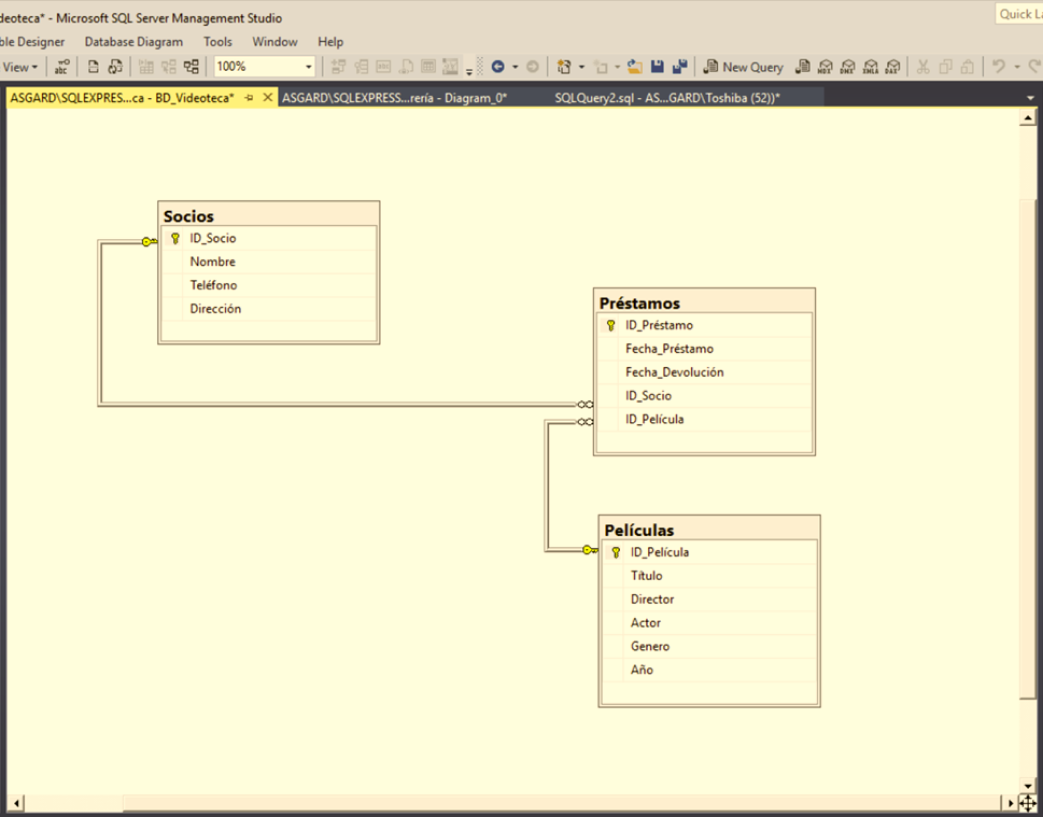 deoteca* - Microsoft SQL Server Management Studio
Quick La
ble Designer Database Diagram Tools Window Help
View 100% New Query
ASGARD\SQLEXPRES...ca - BD_Videoteca* ASGARD\SQLEXPRESS...rería - Diagram_0* SQLQuery2.sql - AS...GARD\Toshiba (52))*
Socios
ID_Socio
Nombre
Teléfono
Dirección
Préstamos
ID_Préstamo
Fecha_Préstamo
Fecha_Devolución
ID_Socio
ID_Película
Películas
ID_Película
Título
Director
Actor
Genero
Año